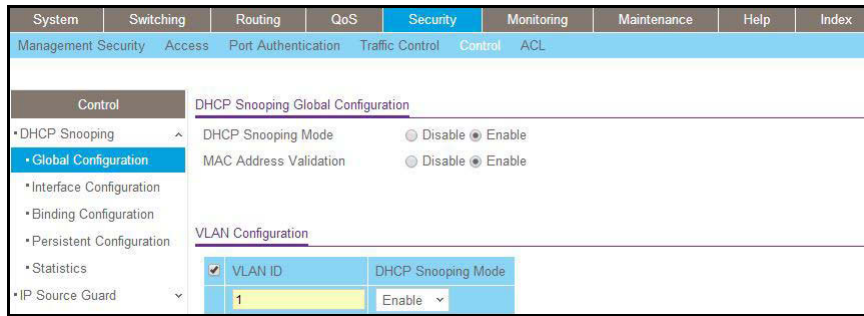 System Switching Routing QoS Security Monitoring Maintenance Help Index
Management Security Access Port Authentication Traffic Control Control ACL
Control
DHCP Snooping
Global Configuration
Interface Configuration
Binding Configuration
Persistent Configuration
Statistics
IP Source Guard
DHCP Snooping Global Configuration
DHCP Snooping Mode Disable Enable
MAC Address Validation Disable Enable
VLAN Configuration
VLAN ID DHCP Snooping Mode
1 Enable